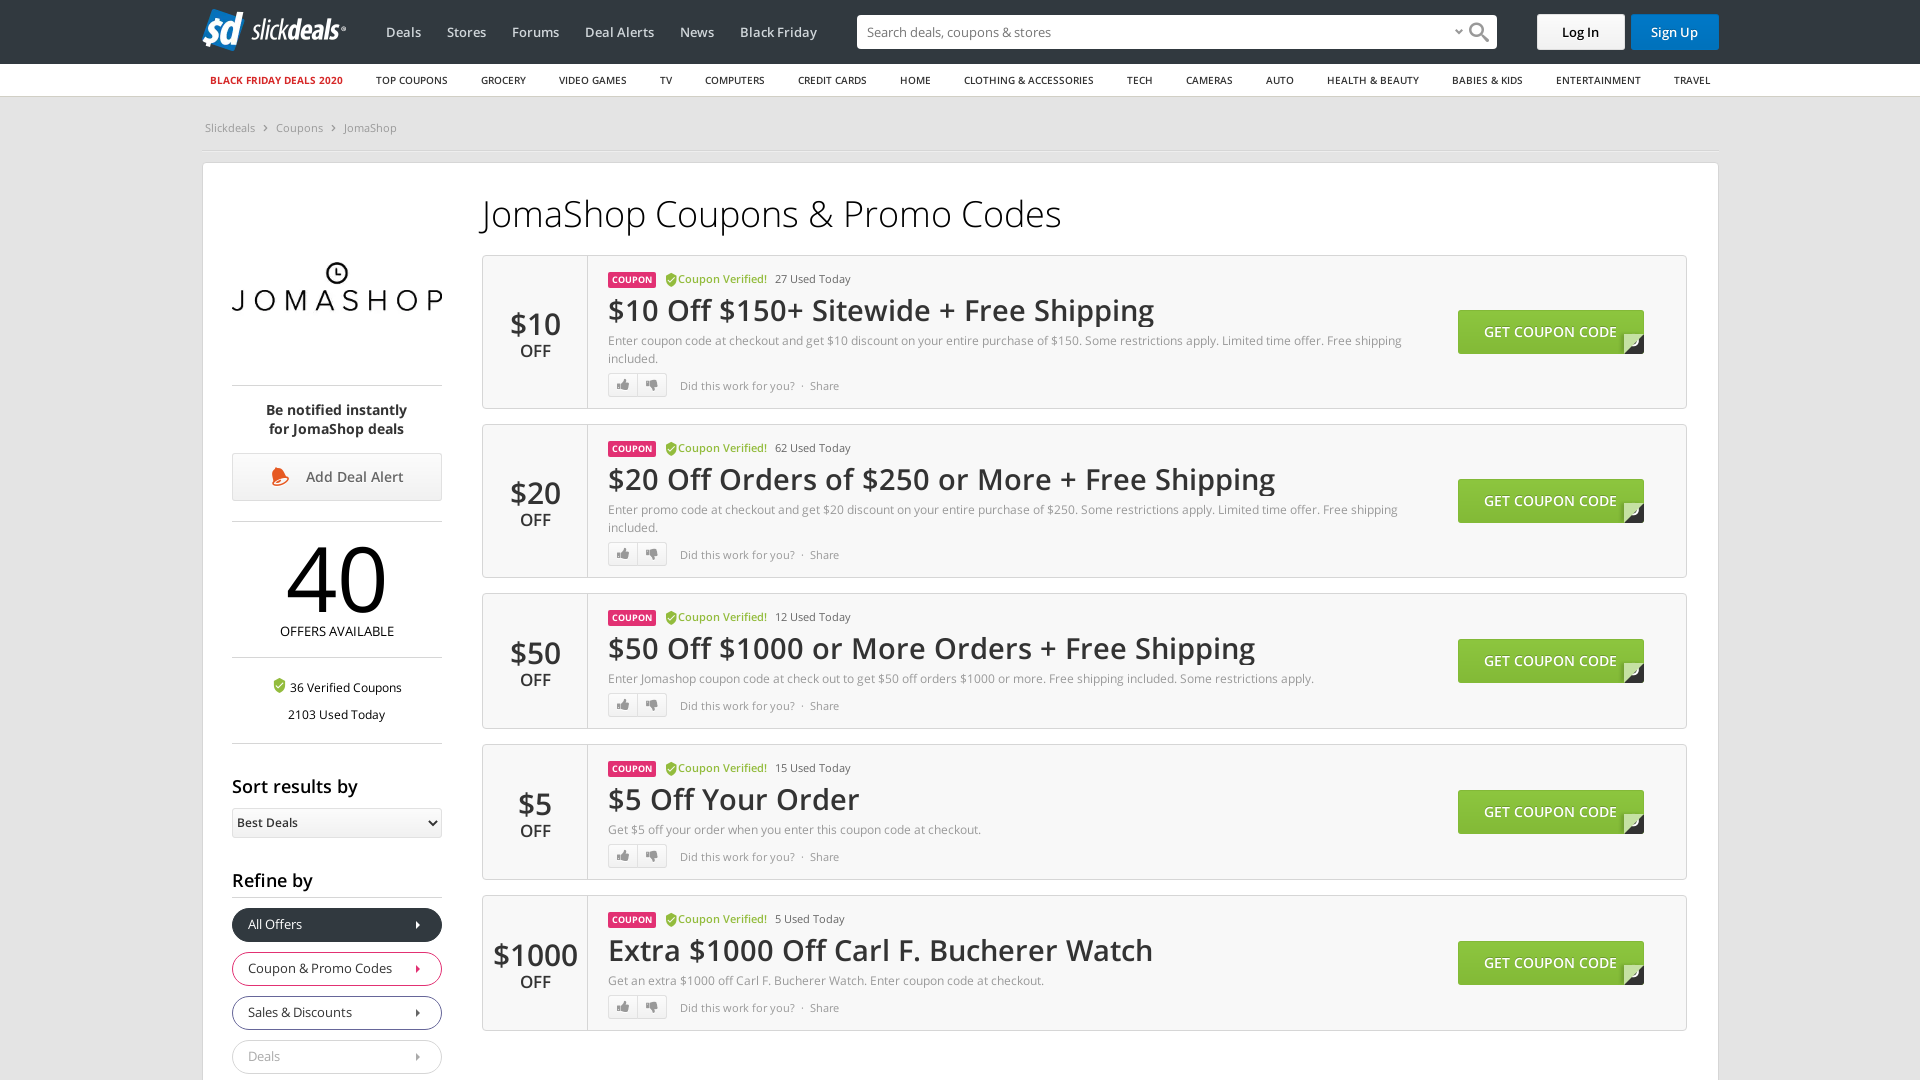 sd slickdeals
Deals Stores Forums Deal Alerts News Black Friday
Search deals, coupons & stores
Log In Sign Up
BLACK FRIDAY DEALS 2020 TOP COUPONS GROCERY VIDEO GAMES TV COMPUTERS CREDIT CARDS HOME CLOTHING & ACCESSORIES TECH CAMERAS AUTO HEALTH & BEAUTY BABIES & KIDS ENTERTAINMENT TRAVEL
Slickdeals Coupons JomaShop
JOMASHOP
Be notified instantly
for JomaShop deals
Add Deal Alert
40
OFFERS AVAILABLE
36 Verified Coupons
2103 Used Today
Sort results by
Best Deals
Refine by
All Offers
Coupon & Promo Codes
Sales & Discounts
Deals
JomaShop Coupons & Promo Codes
$10
OFF
COUPON Coupon Verified! 27 Used Today
$10 Off $150+ Sitewide + Free Shipping
Enter coupon code at checkout and get $10 discount on your entire purchase of $150. Some restrictions apply. Limited time offer. Free shipping
included.
Did this work for you? · Share
GET COUPON CODE
$20
OFF
COUPON Coupon Verified! 62 Used Today
$20 Off Orders of $250 or More + Free Shipping
Enter promo code at checkout and get $20 discount on your entire purchase of $250. Some restrictions apply. Limited time offer. Free shipping
included.
Did this work for you? · Share
GET COUPON CODE
$50
OFF
COUPON Coupon Verified! 12 Used Today
$50 Off $1000 or More Orders + Free Shipping
Enter Jomashop coupon code at check out to get $50 off orders $1000 or more. Free shipping included. Some restrictions apply.
Did this work for you? · Share
GET COUPON CODE
$5
OFF
COUPON Coupon Verified! 15 Used Today
$5 Off Your Order
Get $5 off your order when you enter this coupon code at checkout.
Did this work for you? · Share
GET COUPON CODE
$1000
OFF
COUPON Coupon Verified! 5 Used Today
Extra $1000 Off Carl F. Bucherer Watch
Get an extra $1000 off Carl F. Bucherer Watch. Enter coupon code at checkout.
Did this work for you? · Share
GET COUPON CODE